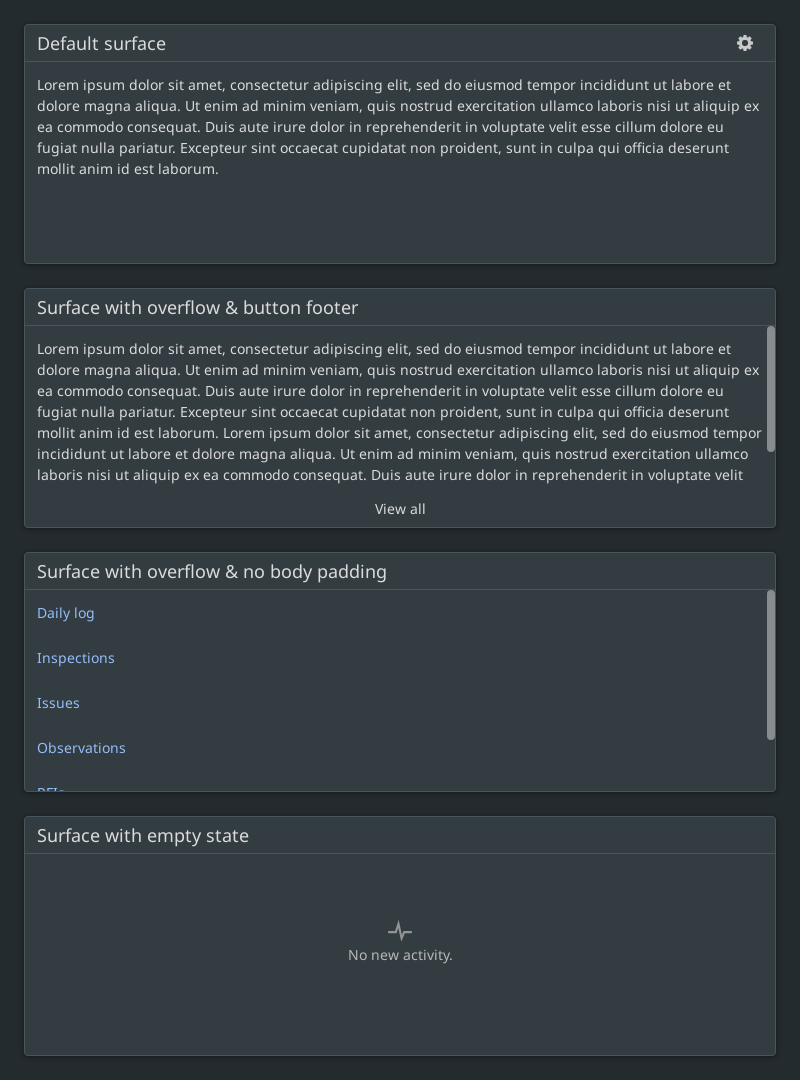 Default surface
Lorem ipsum dolor sit amet, consectetur adipiscing elit, sed do eiusmod tempor incididunt ut labore et
dolore magna aliqua. Ut enim ad minim veniam, quis nostrud exercitation ullamco laboris nisi ut aliquip ex
ea commodo consequat. Duis aute irure dolor in reprehenderit in voluptate velit esse cillum dolore eu
fugiat nulla pariatur. Excepteur sint occaecat cupidatat non proident, sunt in culpa qui officia deserunt
mollit anim id est laborum.
Surface with overflow & button footer
Lorem ipsum dolor sit amet, consectetur adipiscing elit, sed do eiusmod tempor incididunt ut labore et
dolore magna aliqua. Ut enim ad minim veniam, quis nostrud exercitation ullamco laboris nisi ut aliquip ex
ea commodo consequat. Duis aute irure dolor in reprehenderit in voluptate velit esse cillum dolore eu
fugiat nulla pariatur. Excepteur sint occaecat cupidatat non proident, sunt in culpa qui officia deserunt
mollit anim id est laborum. Lorem ipsum dolor sit amet, consectetur adipiscing elit, sed do eiusmod tempor
incididunt ut labore et dolore magna aliqua. Ut enim ad minim veniam, quis nostrud exercitation ullamco
laboris nisi ut aliquip ex ea commodo consequat. Duis aute irure dolor in reprehenderit in voluptate velit
View all
Surface with overflow & no body padding
Daily log
Inspections
Issues
Observations
Surface with empty state
No new activity.